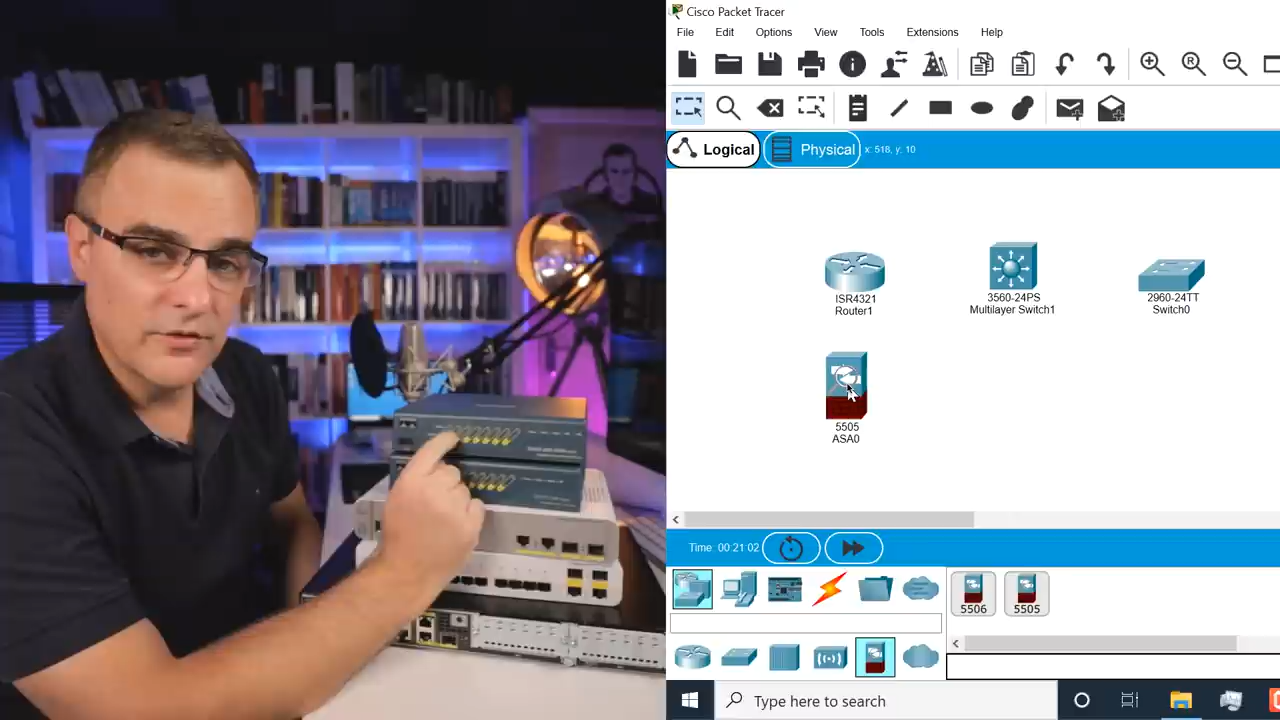 Cisco Packet Tracer
File Edit Options View Tools Extensions Help
Logical Physical x: 518, y: 10
ISR4321
Router1
3560-24PS
Multilayer Switch1
2960-24TT
Switch0
5505
ASA0
Time: 00:21:02
5506 5505
Type here to search